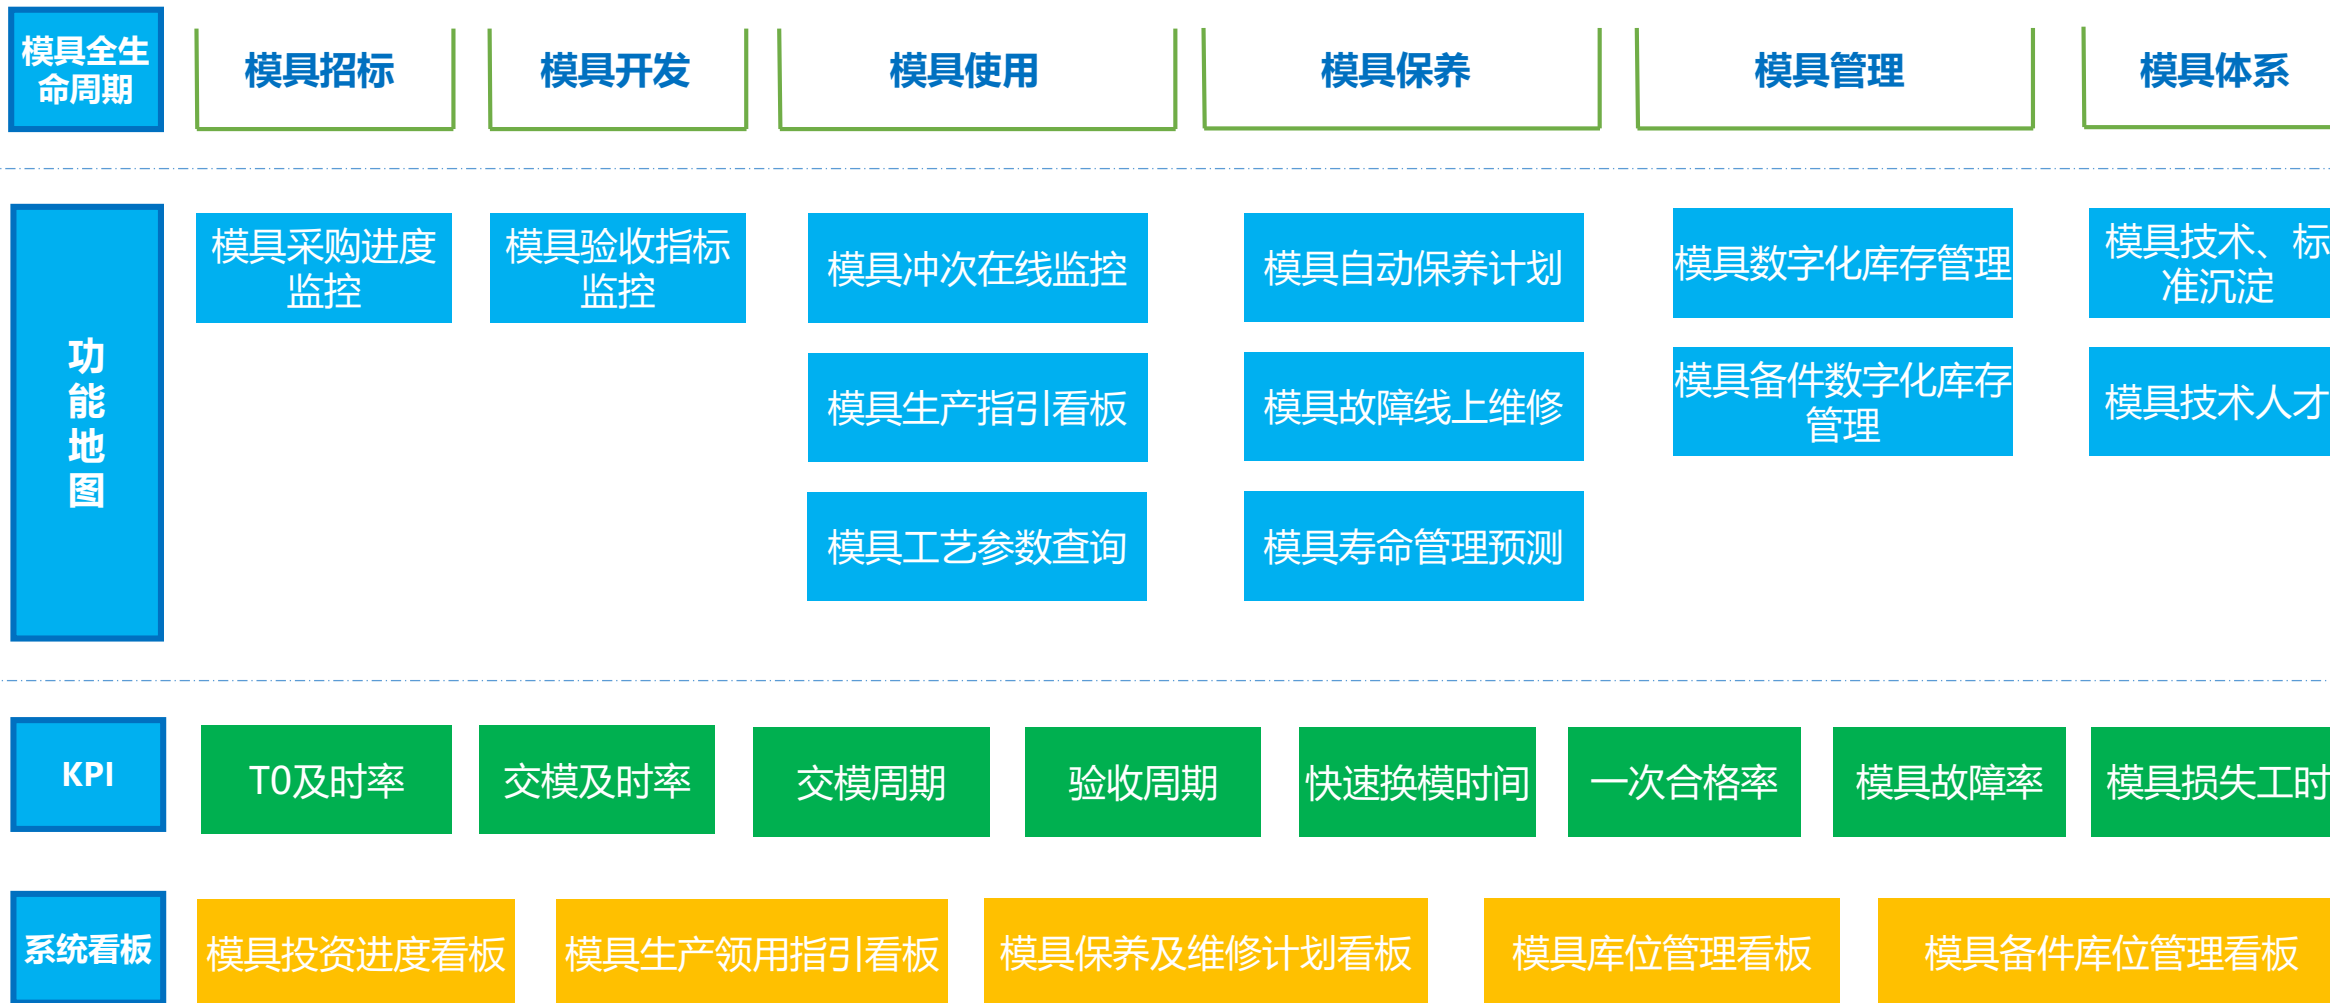 模具全生
命周期
模具招标
模具开发
模具使用
模具保养
模具管理
模具体系
功
能
地
图
模具采购进度
监控
模具验收指标
监控
模具冲次在线监控
模具自动保养计划
模具数字化库存管理
模具技术、标
准沉淀
模具生产指引看板
模具故障线上维修
模具备件数字化库存
管理
模具技术人才
模具工艺参数查询
模具寿命管理预测
KPI
T0及时率
交模及时率
交模周期
验收周期
快速换模时间
一次合格率
模具故障率
模具损失工时
系统看板
模具投资进度看板
模具生产领用指引看板
模具保养及维修计划看板
模具库位管理看板
模具备件库位管理看板